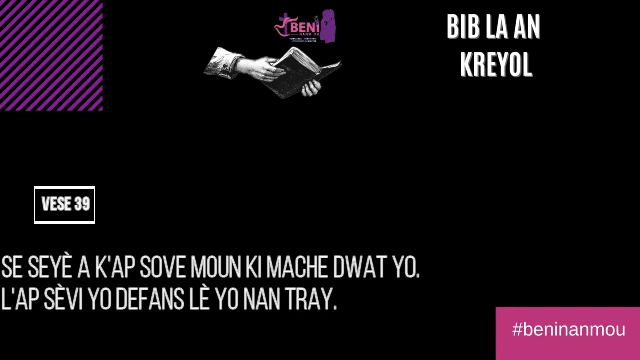 BENI
BIB LA AN
KREYOL
VESE 39
SE SEYÈ A K'AP SOVE MOUN KI MACHE DWAT YO.
L'AP SÈVI YO DEFANS LÈ YO NAN TRAY.
#beninanmou